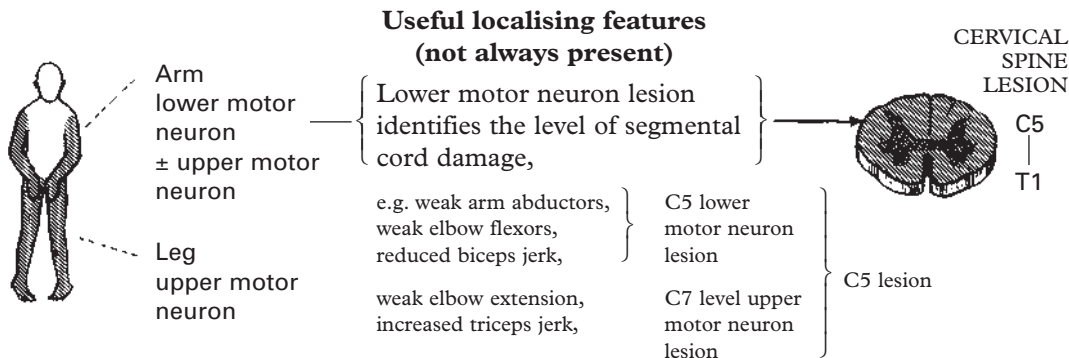 Useful localising features
(not always present)
CERVICAL
SPINE
LESION
Arm
lower motor
neuron
± upper motor
neuron
Lower motor neuron lesion
identifies the level of segmental
cord damage,
C5
T1
e.g. weak arm abductors,
weak elbow flexors,
reduced biceps jerk,
C5 lower
motor neuron
lesion
Leg
upper motor
neuron
weak elbow extension,
increased triceps jerk,
C7 level upper
motor neuron
lesion
C5 lesion